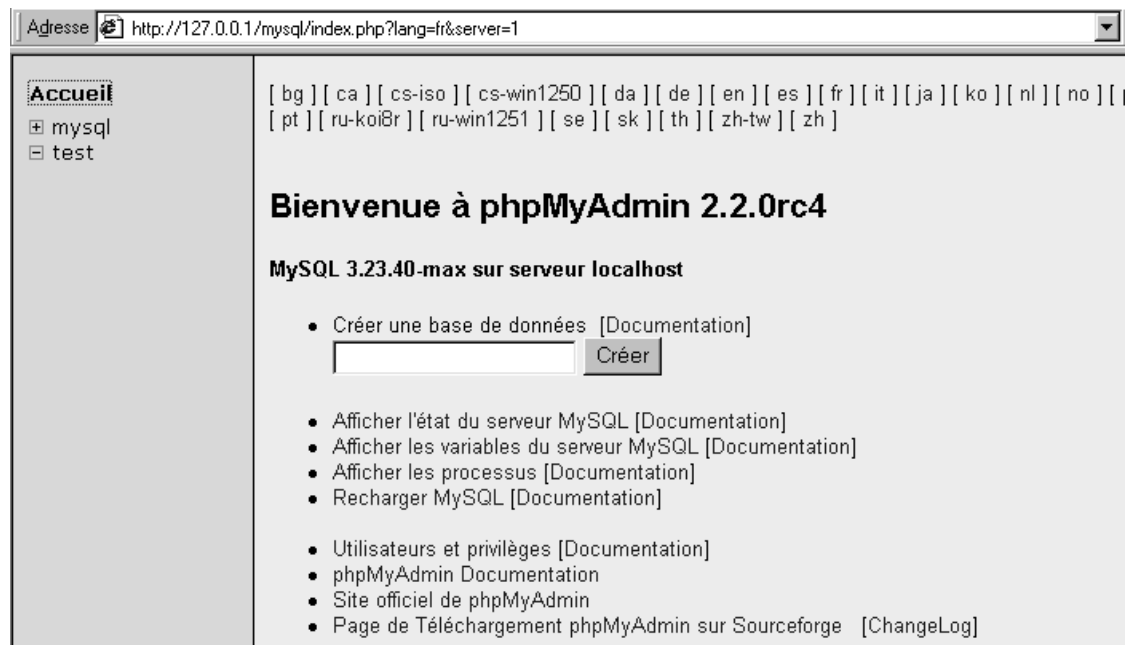 Adresse http://127.0.0.1/mysql/index.php?lang=fr&server=1
Accueil
mysql
test
[ bg ] [ ca ] [ cs-iso ] [ cs-win1250 ] [ da ] [ de ] [ en ] [ es ] [ fr ] [ it ] [ ja ] [ ko ] [ nl ] [ no ] [
[ pt ] [ ru-koi8r ] [ ru-win1251 ] [ se ] [ sk ] [ th ] [ zh-tw ] [ zh ]
Bienvenue à phpMyAdmin 2.2.0rc4
MySQL 3.23.40-max sur serveur localhost
• Créer une base de données [Documentation]
Créer
• Afficher l'état du serveur MySQL [Documentation]
• Afficher les variables du serveur MySQL [Documentation]
• Afficher les processus [Documentation]
• Recharger MySQL [Documentation]
• Utilisateurs et privilèges [Documentation]
• phpMyAdmin Documentation
• Site officiel de phpMyAdmin
• Page de Téléchargement phpMyAdmin sur Sourceforge [ChangeLog]